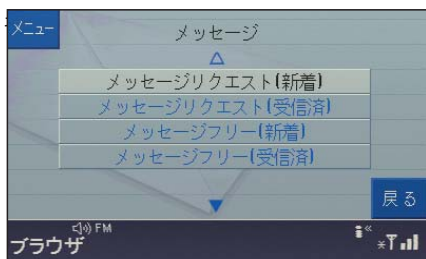 メニュー
メッセージ
メッセージリクエスト(新着)
メッセージリクエスト(受信済)
メッセージフリー(新着)
メッセージフリー(受信済)
戻る
FM
ブラウザ